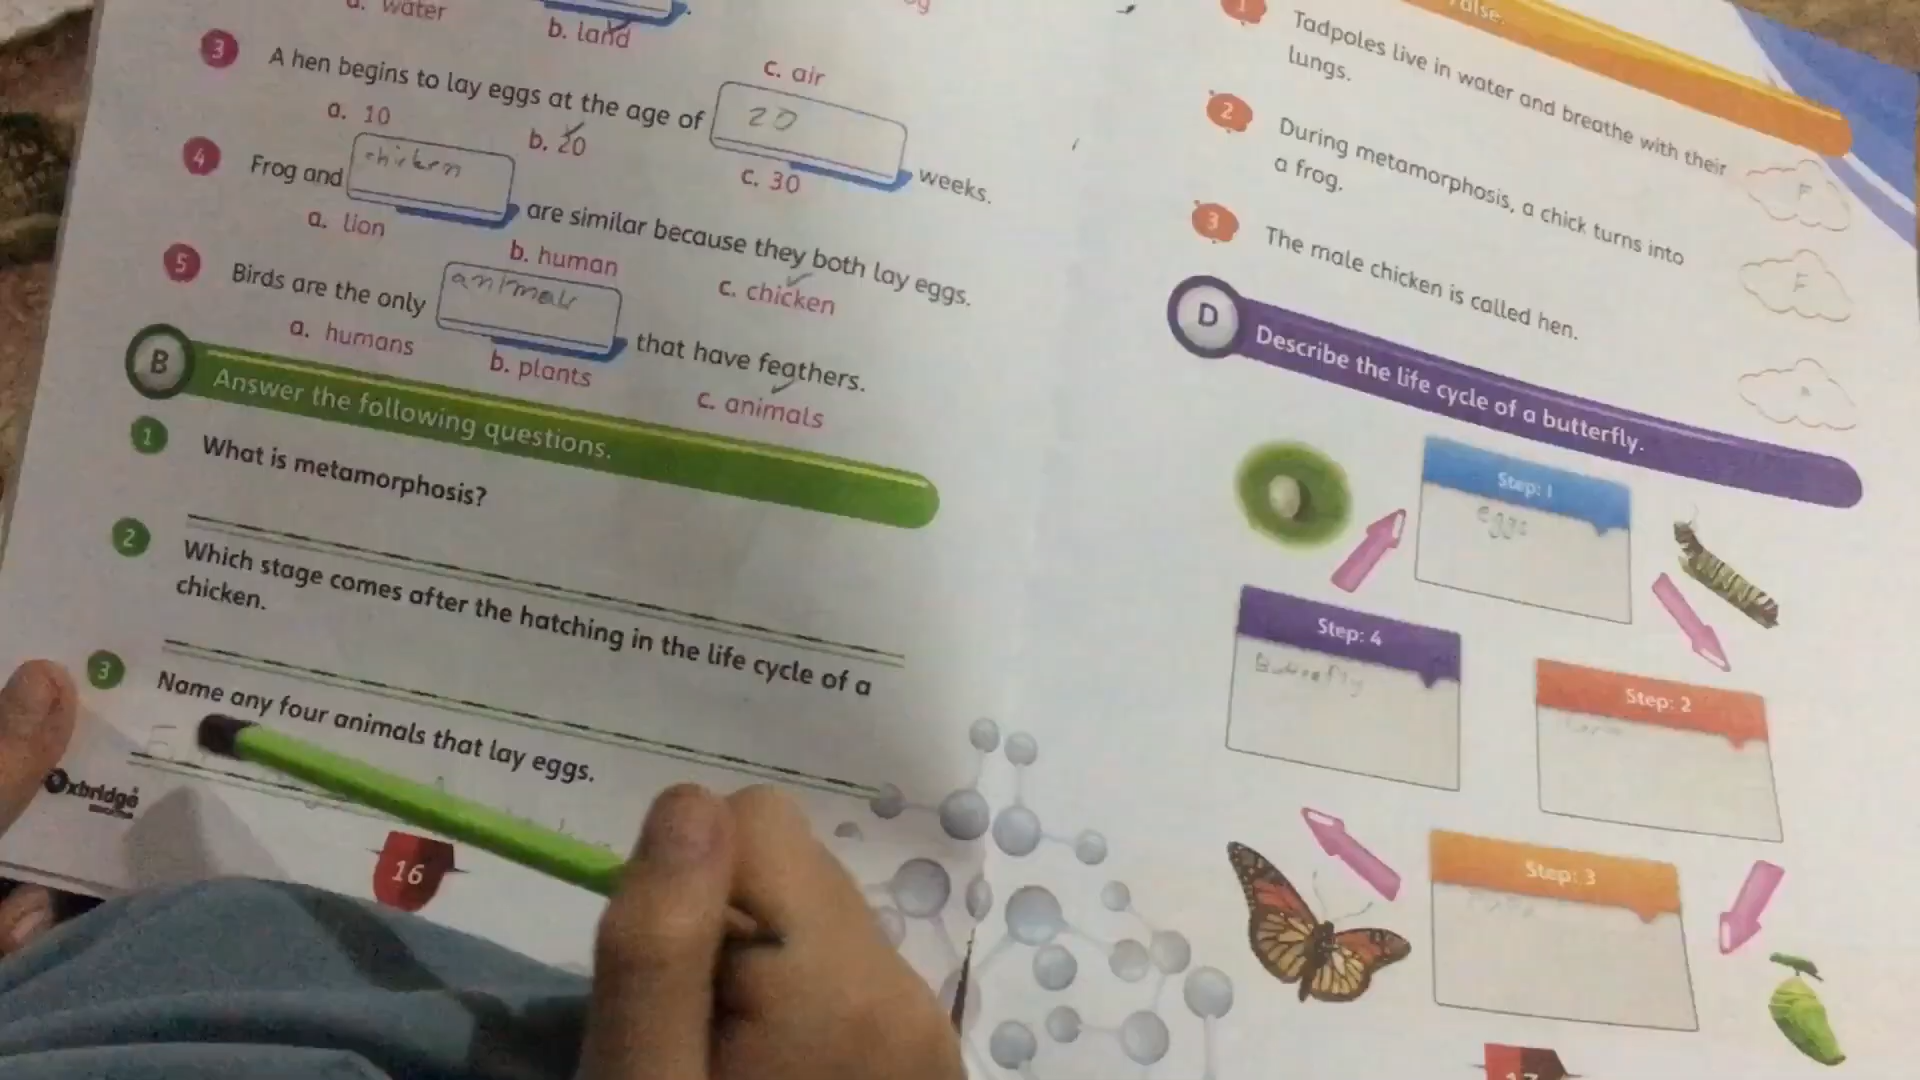 a. water
b. land
c. air
3 A hen begins to lay eggs at the age of 20 weeks.
a. 10
b. 20
c. 30
4 Frog and chicken are similar because they both lay eggs.
a. lion
b. human
c. chicken
5 Birds are the only animals that have feathers.
a. humans
b. plants
c. animals
B Answer the following questions.
1 What is metamorphosis?
2 Which stage comes after the hatching in the life cycle of a
chicken.
3 Name any four animals that lay eggs.
Oxbridge
16
1 Tadpoles live in water and breathe with their
lungs.
F
2 During metamorphosis, a chick turns into
a frog.
F
3 The male chicken is called hen.
D Describe the life cycle of a butterfly.
Step: 1
eggs
Step: 4
Step: 2
Step: 3